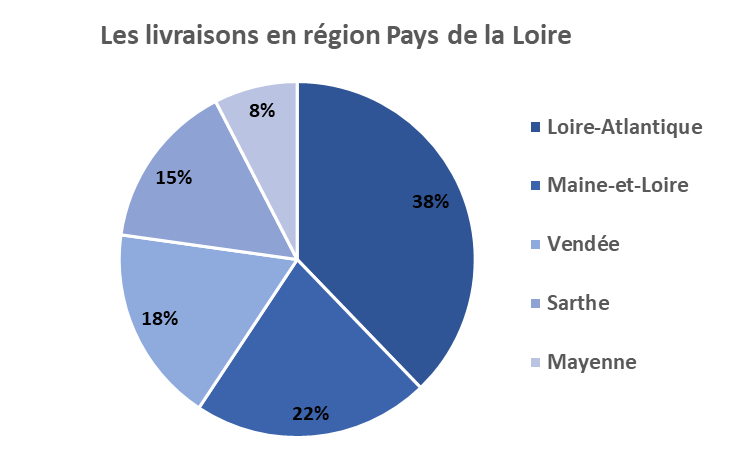 Les livraisons en région Pays de la Loire
8%
38%
15%
18%
22%
Loire-Atlantique
Maine-et-Loire
Vendée
Sarthe
Mayenne